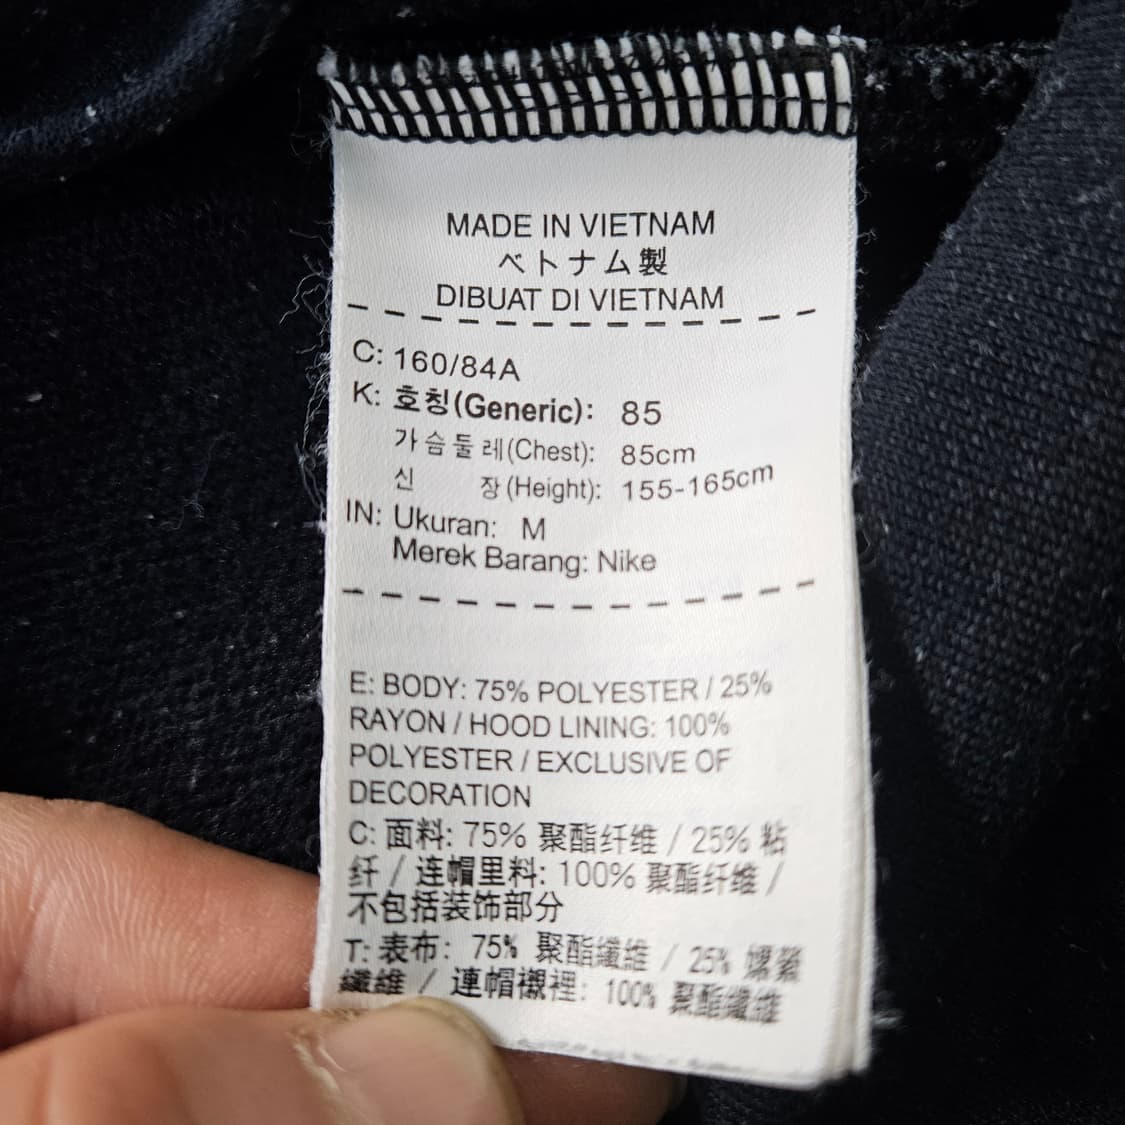 MADE IN VIETNAM
ベトナム製
DIBUAT DI VIETNAM
C: 160/84A
K: 호칭(Generic): 85
가슴둘레(Chest): 85cm
신 장(Height): 155-165cm
IN: Ukuran: M
Merek Barang: Nike
E: BODY: 75% POLYESTER / 25%
RAYON / HOOD LINING: 100%
POLYESTER / EXCLUSIVE OF
DECORATION
C: 面料: 75% 聚酯纤维 / 25% 粘
纤 / 连帽里料: 100% 聚酯纤维 /
不包括装饰部分
T: 表布: 75% 聚酯纖維 / 25% 嫘縈
纖維 / 連帽襯裡: 100% 聚酯纖維